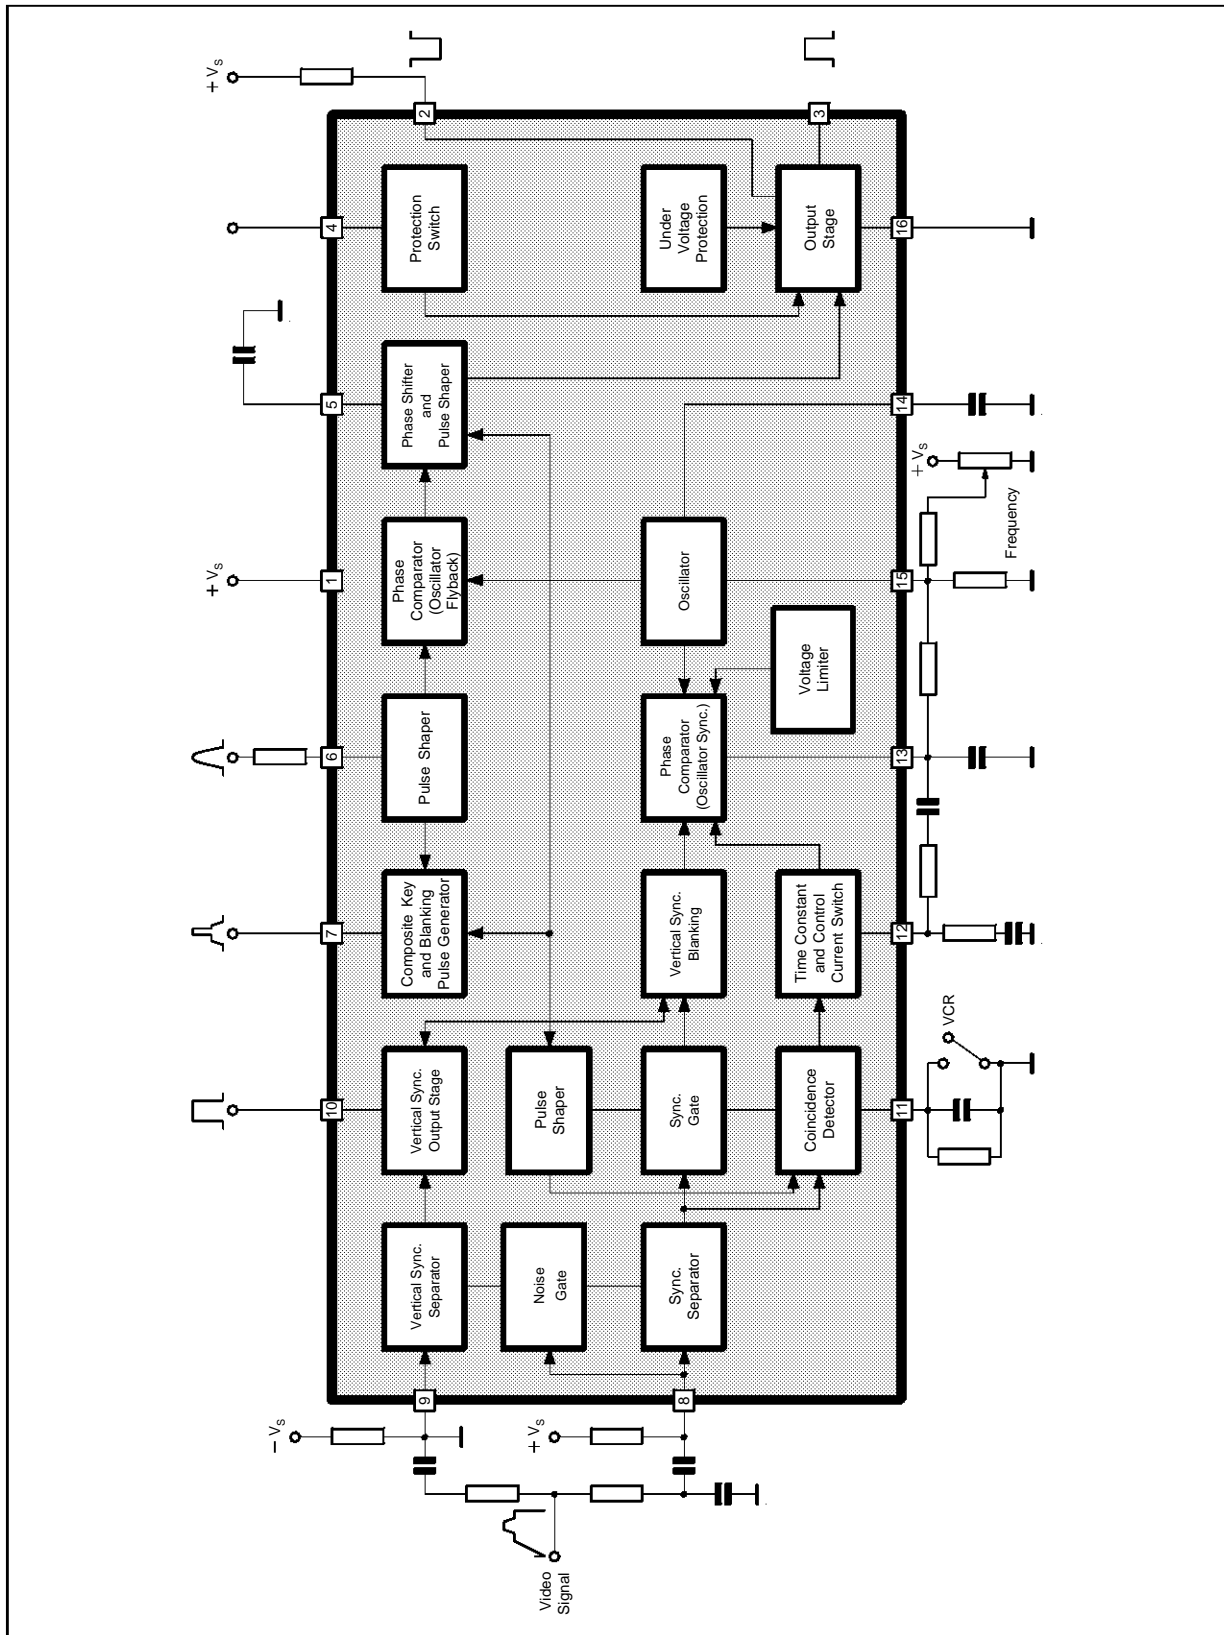 + VS
2
3
4
Protection
Switch
Under
Voltage
Protection
Output
Stage
16
5
Phase Shifter
and
Pulse Shaper
14
+ VS
1
Phase
Comparator
(Oscillator
Flyback)
Oscillator
15
+ VS
Frequency
6
Pulse Shaper
Phase
Comparator
(Oscillator Sync.)
Voltage
Limiter
13
7
Composite Key
and Blanking
Pulse Generator
Vertical Sync.
Blanking
Time Constant
and Control
Current Switch
12
10
Vertical Sync.
Output Stage
Pulse
Shaper
Sync.
Gate
Coincidence
Detector
11
VCR
Vertical Sync.
Separator
Noise
Gate
Sync.
Separator
9
8
– VS
+ VS
Video
Signal